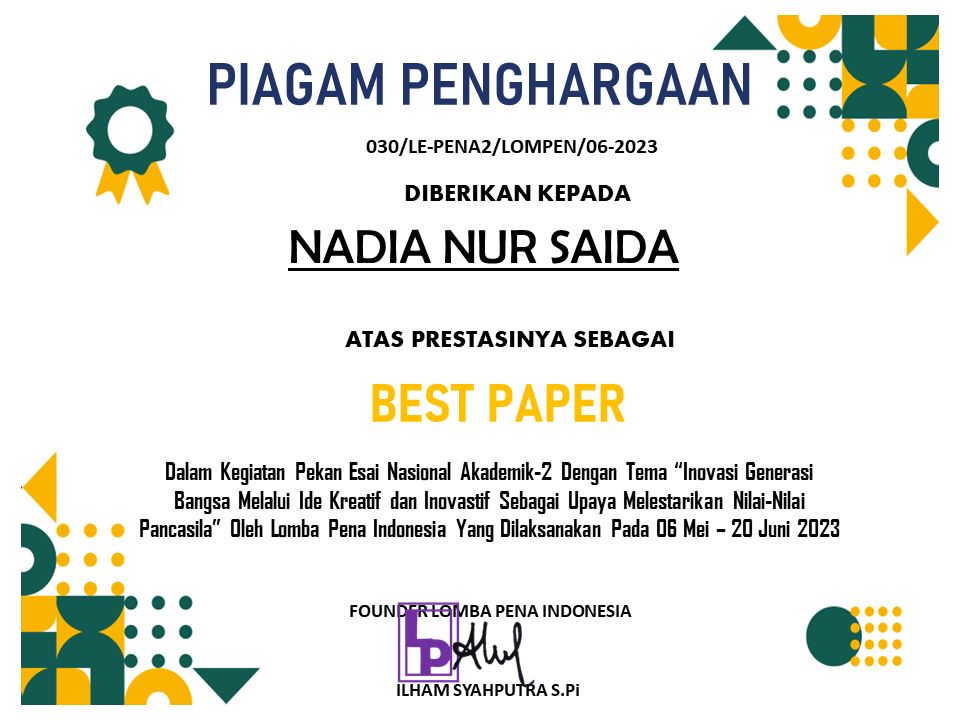 PIAGAM PENGHARGAAN
030/LE-PENA2/LOMPEN/06-2023
DIBERIKAN KEPADA
NADIA NUR SAIDA
ATAS PRESTASINYA SEBAGAI
BEST PAPER
Dalam Kegiatan Pekan Esai Nasional Akademik-2 Dengan Tema “Inovasi Generasi
Bangsa Melalui Ide Kreatif dan Inovastif Sebagai Upaya Melestarikan Nilai-Nilai
Pancasila” Oleh Lomba Pena Indonesia Yang Dilaksanakan Pada 06 Mei – 20 Juni 2023
FOUNDER LOMBA PENA INDONESIA
LP
ILHAM SYAHPUTRA S.Pi